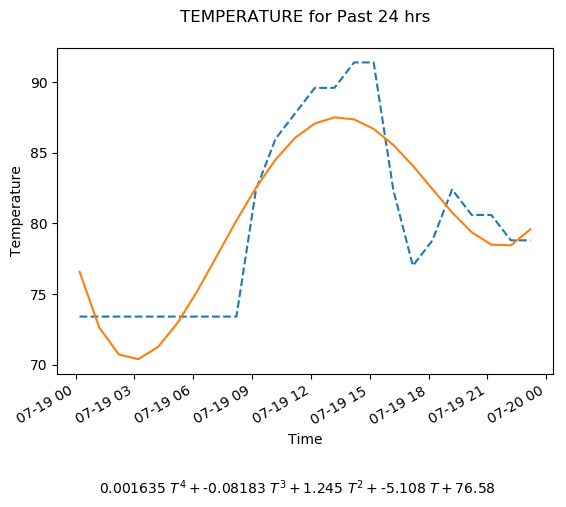 TEMPERATURE for Past 24 hrs
90
85
80
75
70
Temperature
07-19 00 07-19 03 07-19 06 07-19 09 07-19 12 07-19 15 07-19 18 07-19 21 07-20 00
Time
0.001635 T⁴ + -0.08183 T³ + 1.245 T² + -5.108 T + 76.58